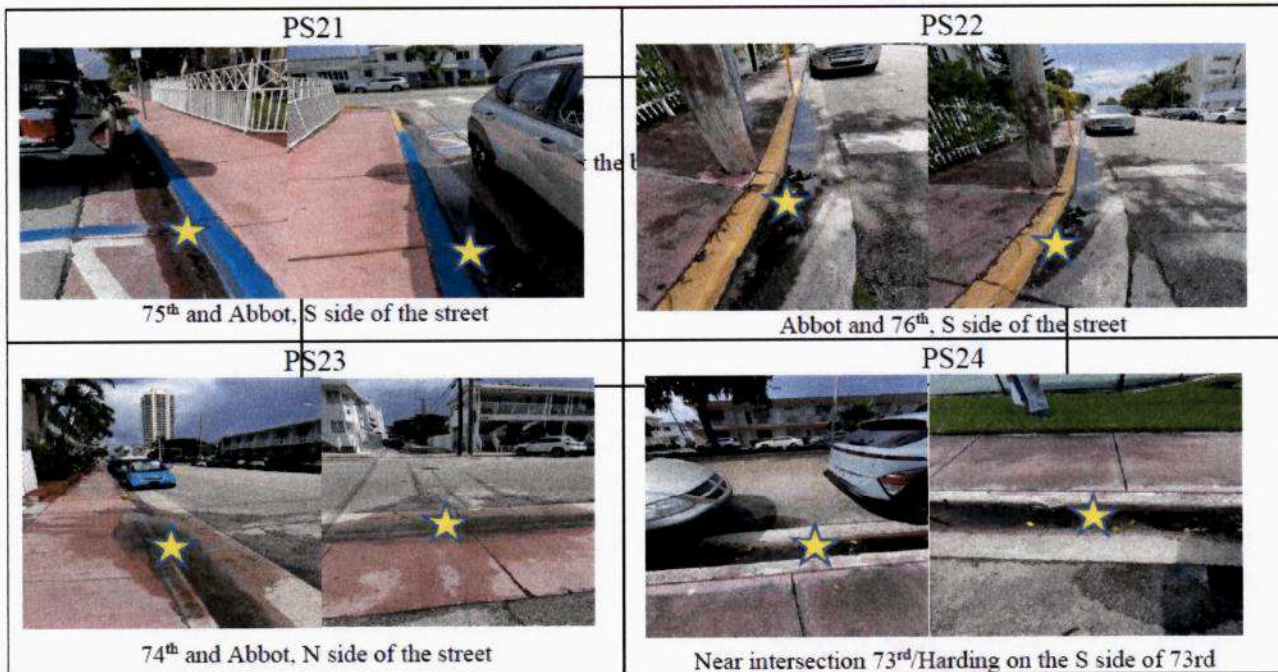 PS21
PS22
the b
75th and Abbot, S side of the street
Abbot and 76th, S side of the street
PS23
PS24
74th and Abbot, N side of the street
Near intersection 73rd/Harding on the S side of 73rd